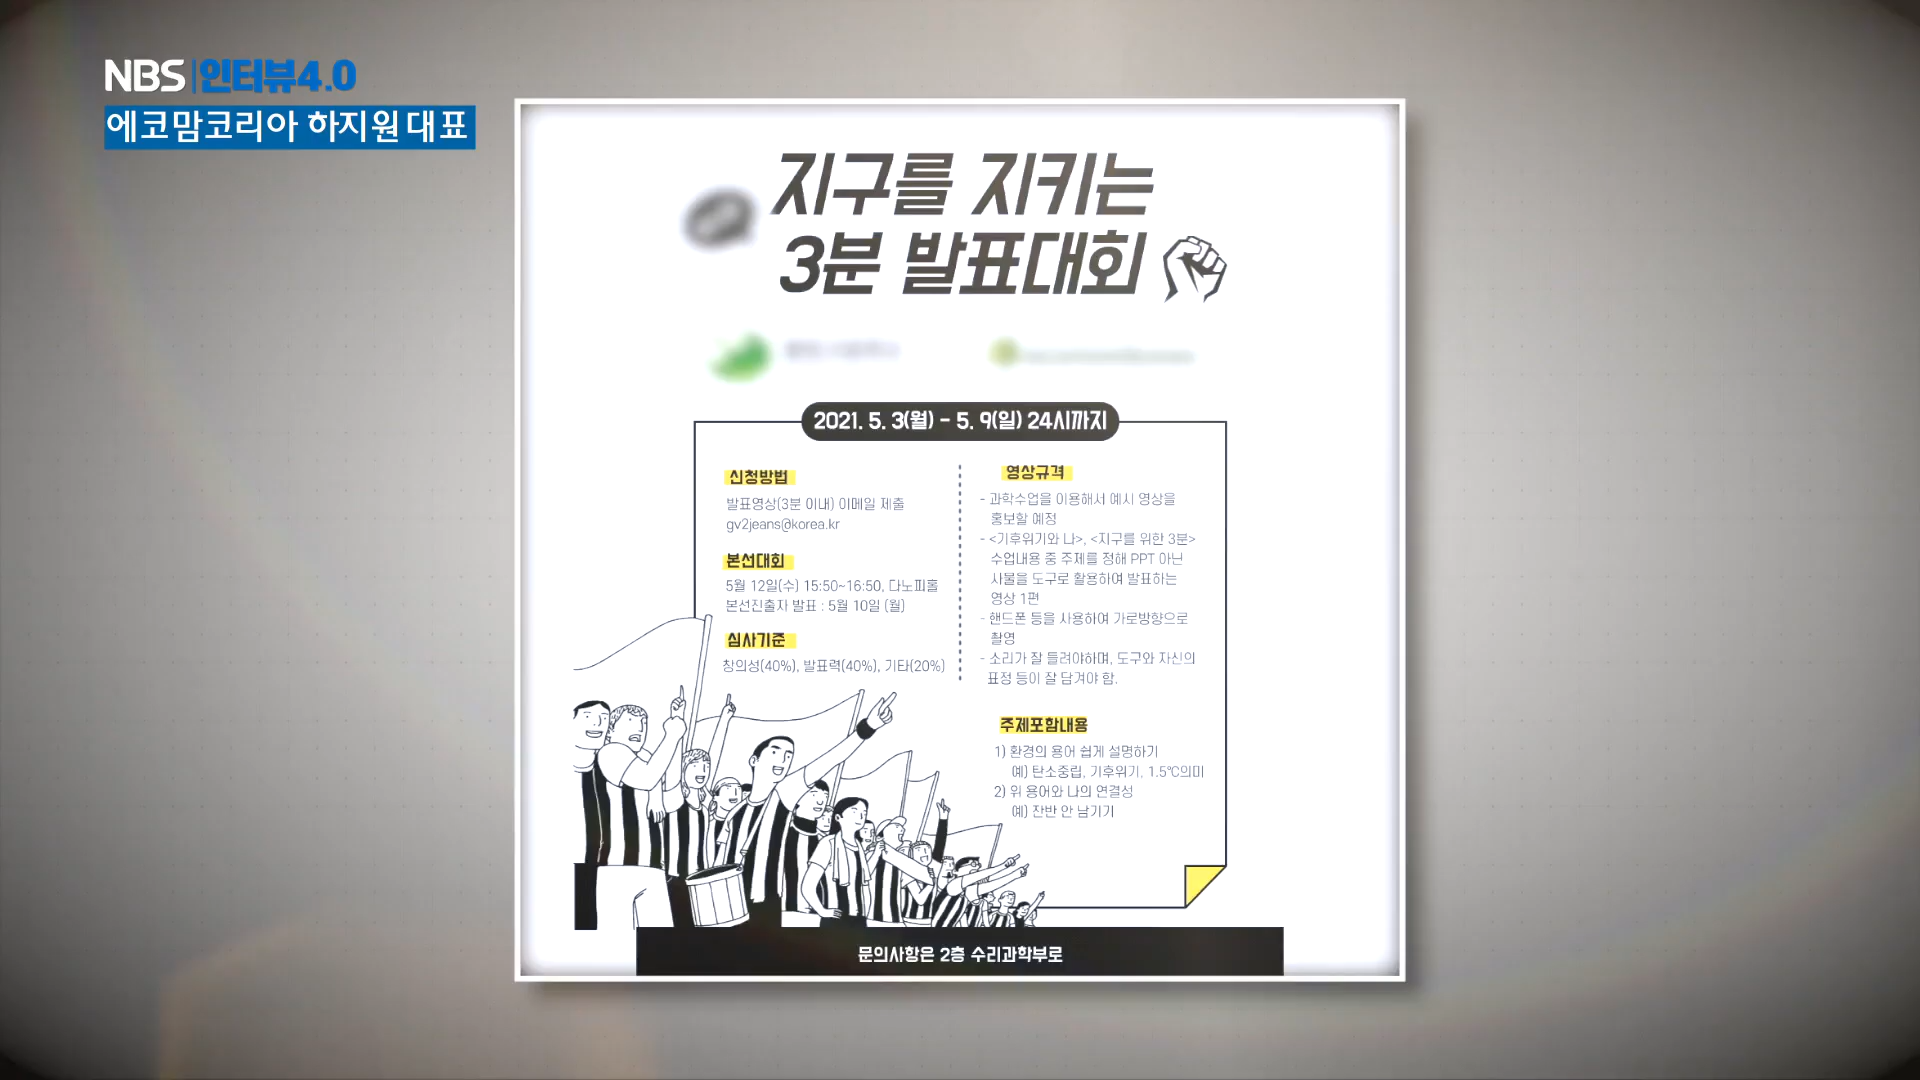 NBS 인터뷰4.0
에코맘코리아 하지원 대표
지구를 지키는
3분 발표대회
2021. 5. 3(월) - 5. 9(일) 24시까지
신청방법
발표영상(3분 이내) 이메일 제출
gv2jeans@korea.kr
본선대회
5월 12일(수) 15:50~16:50, 다노피홀
본선진출자 발표 : 5월 10일 (월)
심사기준
창의성(40%), 발표력(40%), 기타(20%)
영상규격
- 과학수업을 이용해서 예시 영상을
홍보할 예정
- <기후위기와 나>, <지구를 위한 3분>
수업내용 중 주제를 정해 PPT 아닌
사물을 도구로 활용하여 발표하는
영상 1편
- 핸드폰 등을 사용하여 가로방향으로
촬영
- 소리가 잘 들려야하며, 도구와 자신의
표정 등이 잘 담겨야 함.
주제포함내용
1) 환경의 용어 쉽게 설명하기
예) 탄소중립, 기후위기, 1.5℃의미
2) 위 용어와 나의 연결성
예) 잔반 안 남기기
문의사항은 2층 수리과학부로